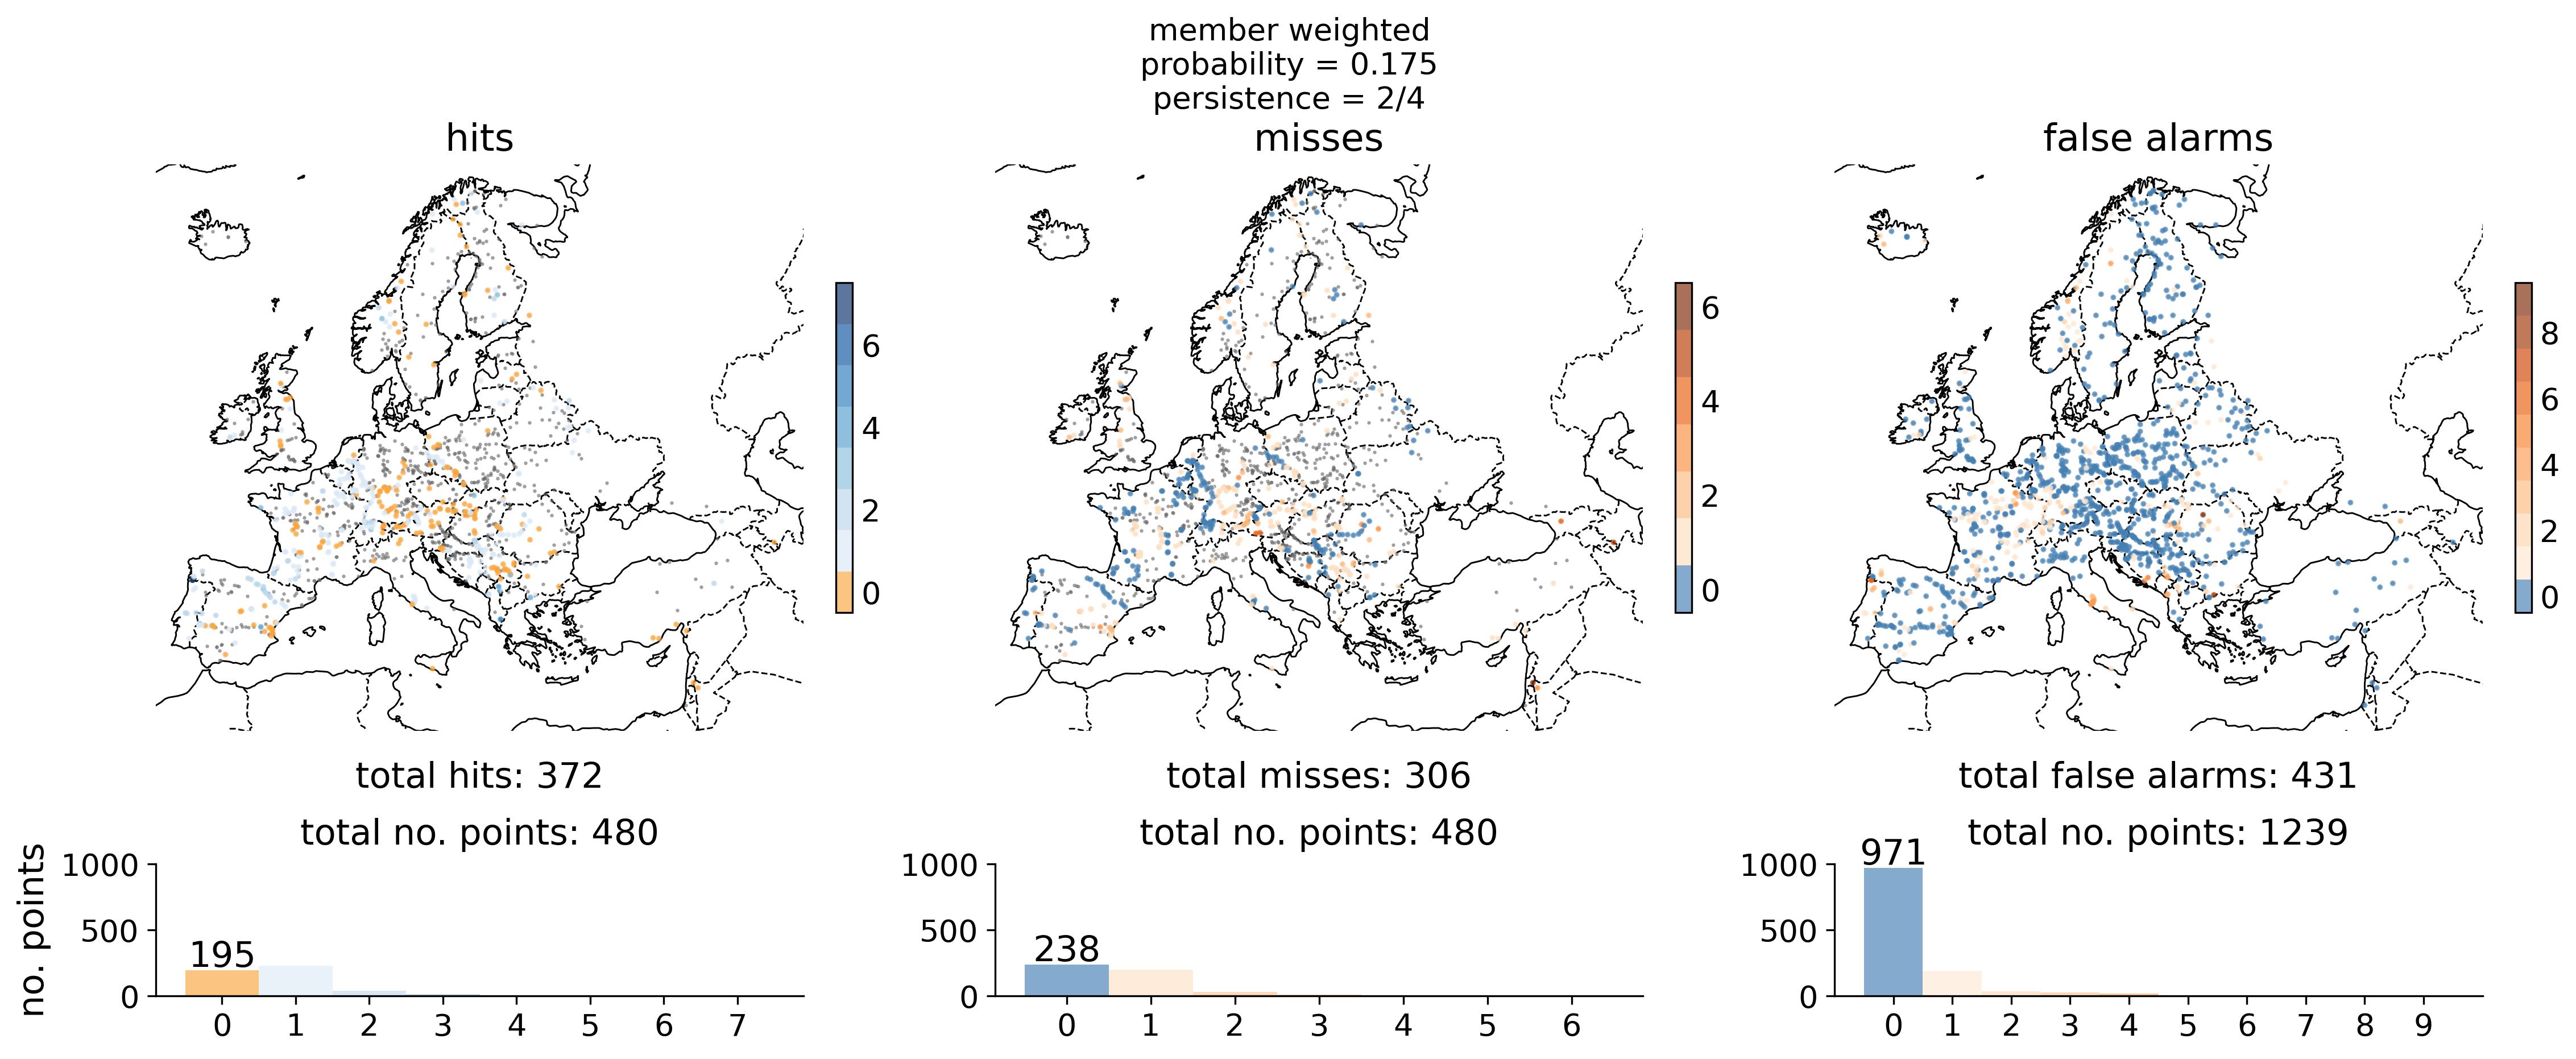 member weighted
probability = 0.175
persistence = 2/4
hits
misses
false alarms
6
4
2
0
6
4
2
0
8
6
4
2
0
total hits: 372
total misses: 306
total false alarms: 431
total no. points: 480
total no. points: 480
total no. points: 1239
no. points
1000
500
0
195
0 1 2 3 4 5 6 7
1000
500
0
238
0 1 2 3 4 5 6
1000
500
0
971
0 1 2 3 4 5 6 7 8 9